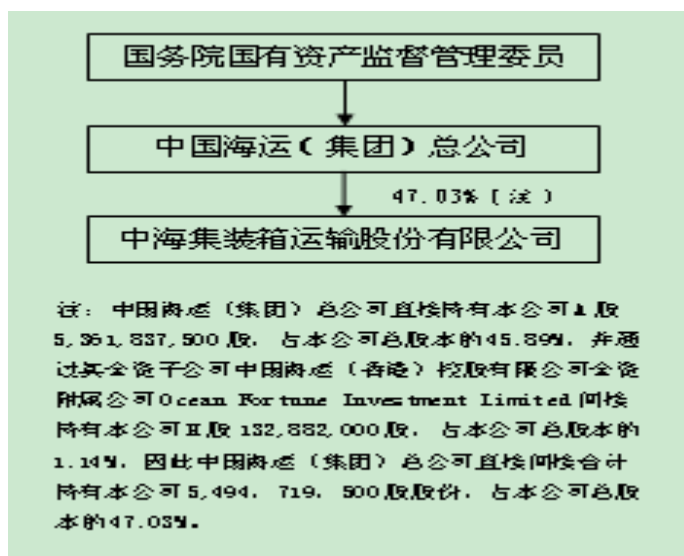 国务院国有资产监督管理委员
中国海运(集团)总公司
47.03%(注)
中海集装箱运输股份有限公司
注: 中国海运(集团)总公司直接持有本公司A股
5,361,837,500股, 占本公司总股本的45.89%, 并通
过其全资子公司中国海运(香港)控股有限公司全资
附属公司Ocean Fortune Investment Limited间接
持有本公司H股132,882,000股, 占本公司总股本的
1.14%, 因此中国海运(集团)总公司直接间接合计
持有本公司5,494, 719, 500股股份, 占本公司总股
本的47.03%。